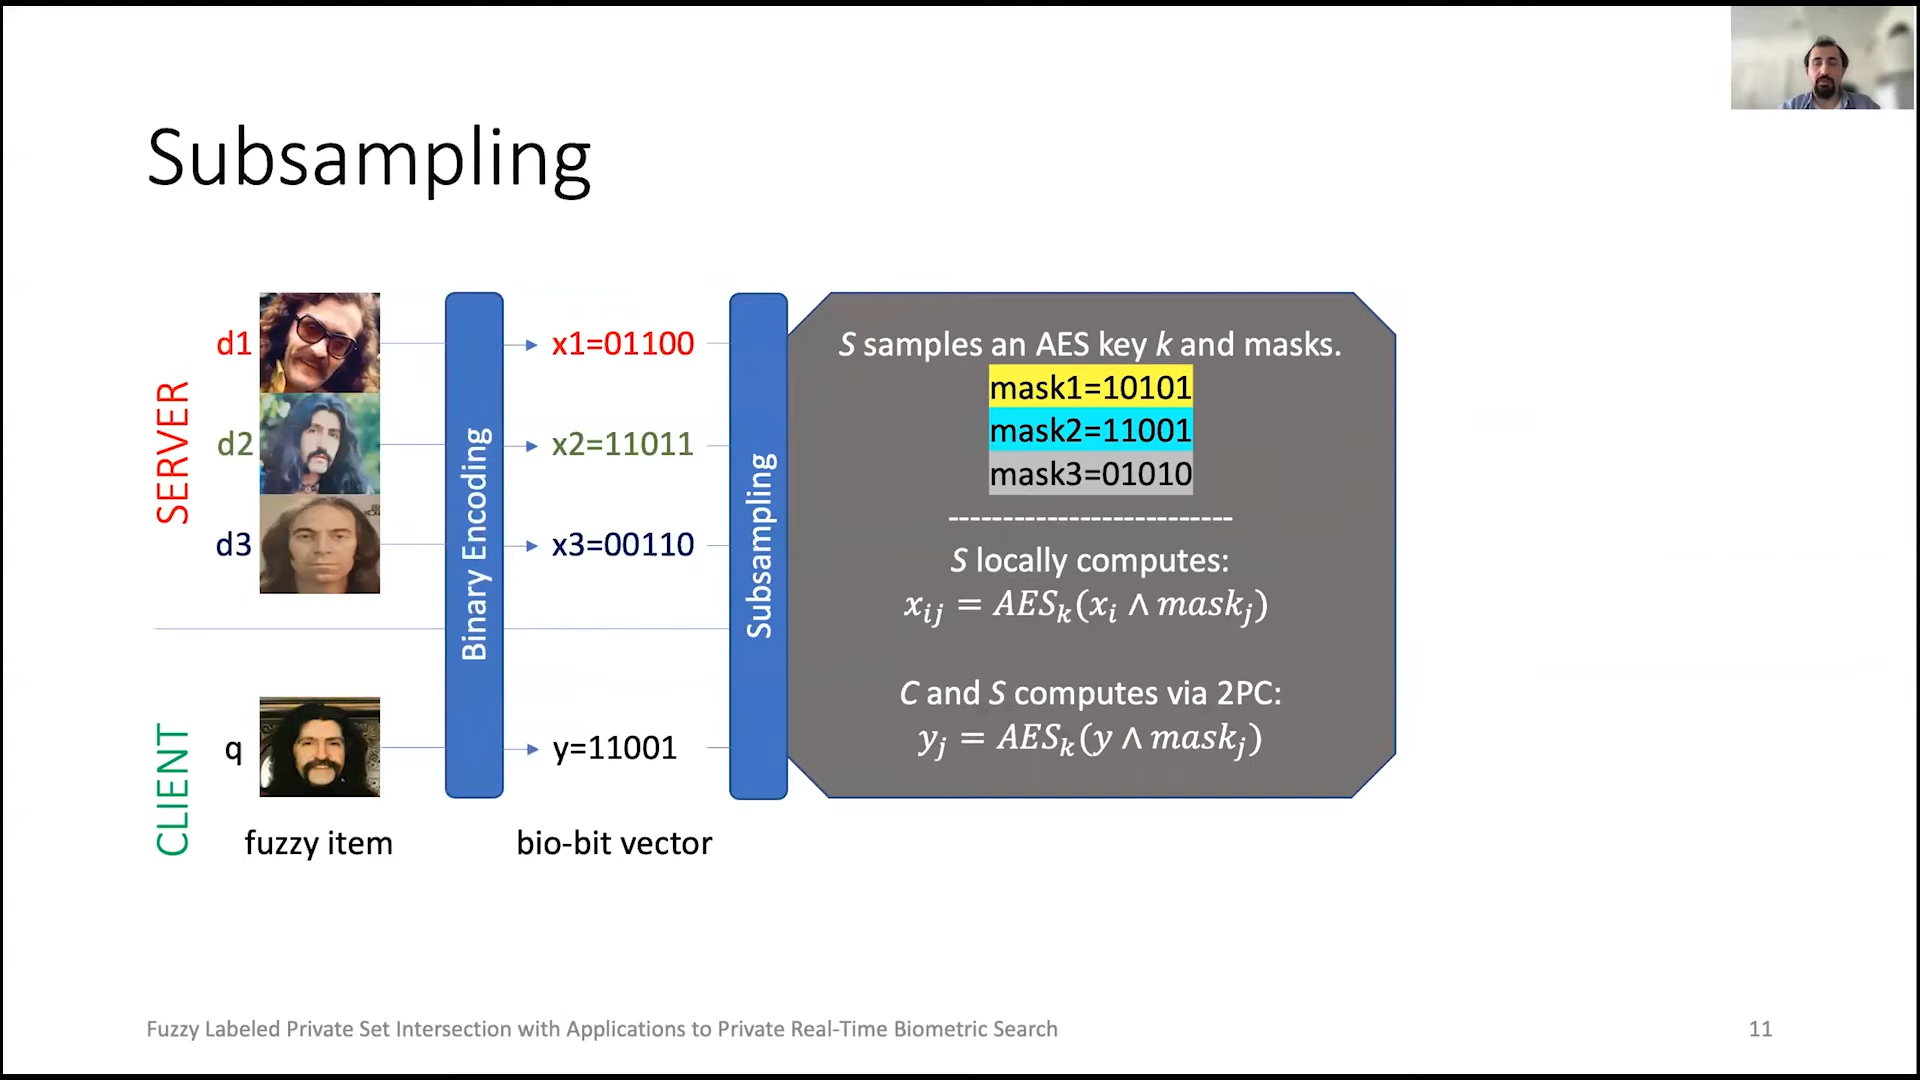 Subsampling
SERVER
d1
d2
d3
CLIENT
q
fuzzy item
Binary Encoding
x1=01100
x2=11011
x3=00110
y=11001
bio-bit vector
Subsampling
S samples an AES key k and masks.
mask1=10101
mask2=11001
mask3=01010
--------------------------
S locally computes:
x_{ij} = AES_k(x_i ∧ mask_j)
C and S computes via 2PC:
y_j = AES_k(y ∧ mask_j)
Fuzzy Labeled Private Set Intersection with Applications to Private Real-Time Biometric Search
11